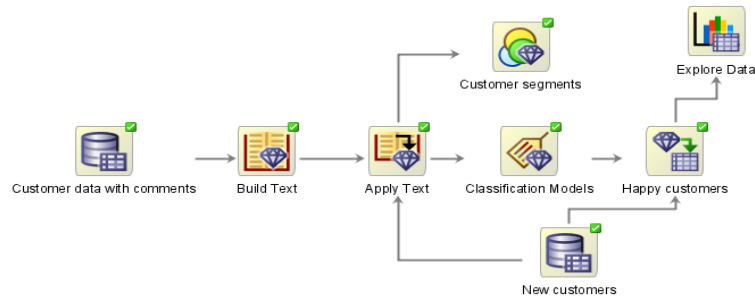 Customer segments
Explore Data
Customer data with comments
Build Text
Apply Text
Classification Models
Happy customers
New customers